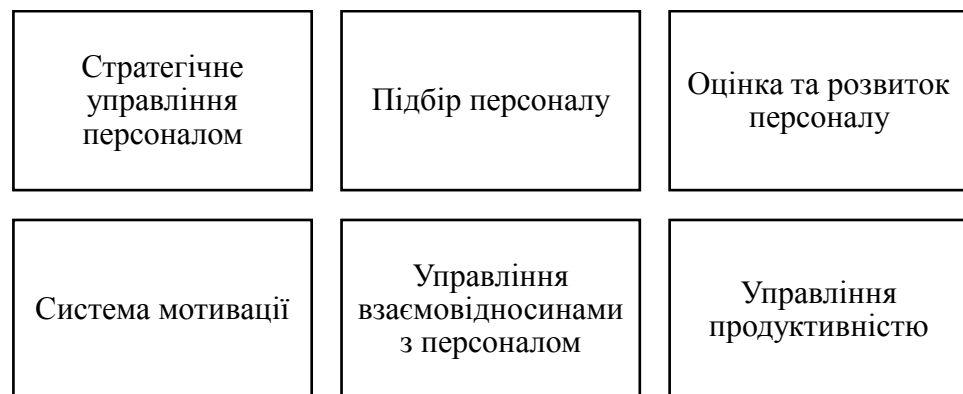 Стратегічне
управління
персоналом
Підбір персоналу
Оцінка та розвиток
персоналу
Система мотивації
Управління
взаємовідносинами
з персоналом
Управління
продуктивністю